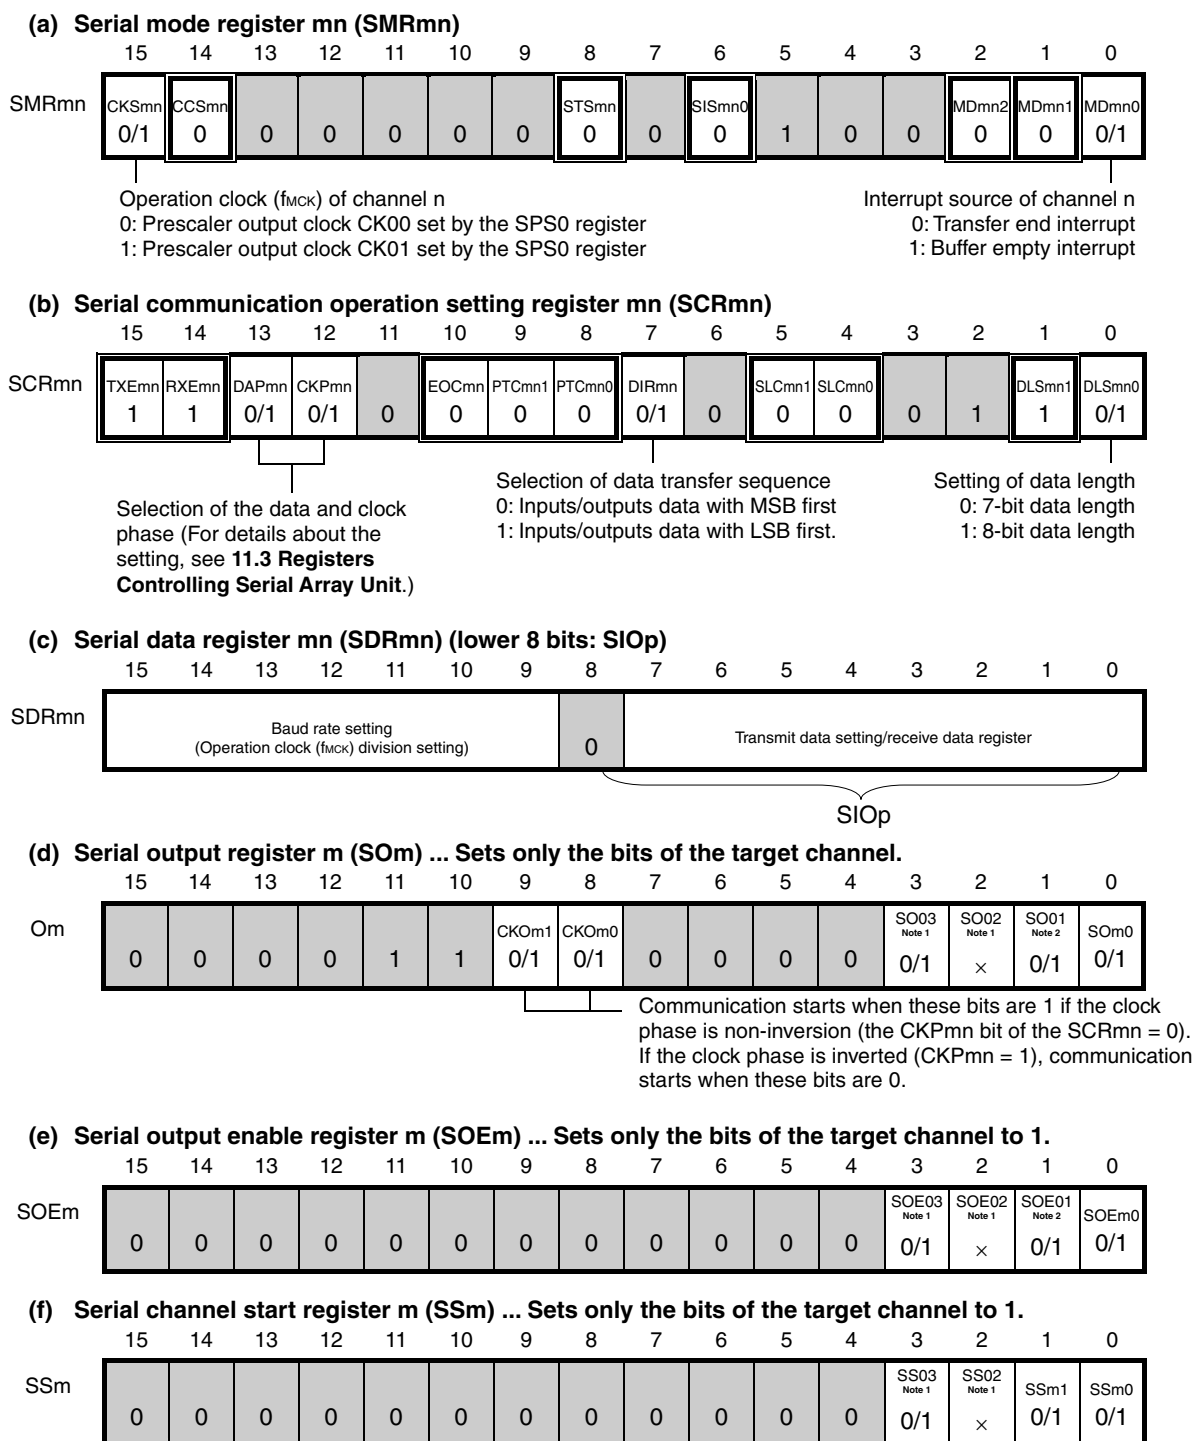 (a) Serial mode register mn (SMRmn)
15 14 13 12 11 10 9 8 7 6 5 4 3 2 1 0
SMRmn CKSmn CCSmn STSmn SISmn0 MDmn2 MDmn1 MDmn0
0/1 0 0 0 0 0 0 0 0 0 1 0 0 0 0 0/1
Operation clock (fMCK) of channel n
0: Prescaler output clock CK00 set by the SPS0 register
1: Prescaler output clock CK01 set by the SPS0 register
Interrupt source of channel n
0: Transfer end interrupt
1: Buffer empty interrupt
(b) Serial communication operation setting register mn (SCRmn)
15 14 13 12 11 10 9 8 7 6 5 4 3 2 1 0
SCRmn TXEmn RXEmn DAPmn CKPmn EOCmn PTCmn1 PTCmn0 DIRmn SLCmn1 SLCmn0 DLSmn1 DLSmn0
1 1 0/1 0/1 0 0 0 0 0/1 0 0 0 0 1 1 0/1
Selection of the data and clock
phase (For details about the
setting, see 11.3 Registers
Controlling Serial Array Unit.)
Selection of data transfer sequence
0: Inputs/outputs data with MSB first
1: Inputs/outputs data with LSB first.
Setting of data length
0: 7-bit data length
1: 8-bit data length
(c) Serial data register mn (SDRmn) (lower 8 bits: SIOp)
15 14 13 12 11 10 9 8 7 6 5 4 3 2 1 0
SDRmn
Baud rate setting
(Operation clock (fMCK) division setting)
0
Transmit data setting/receive data register
SIOp
(d) Serial output register m (SOm) ... Sets only the bits of the target channel.
15 14 13 12 11 10 9 8 7 6 5 4 3 2 1 0
Om CKOm1 CKOm0 SO03 SO02 SO01 SOm0
Note 1 Note 1 Note 2
0 0 0 0 1 1 0/1 0/1 0 0 0 0 0/1 × 0/1 0/1
Communication starts when these bits are 1 if the clock
phase is non-inversion (the CKPmn bit of the SCRmn = 0).
If the clock phase is inverted (CKPmn = 1), communication
starts when these bits are 0.
(e) Serial output enable register m (SOEm) ... Sets only the bits of the target channel to 1.
15 14 13 12 11 10 9 8 7 6 5 4 3 2 1 0
SOEm SOE03 SOE02 SOE01 SOEm0
Note 1 Note 1 Note 2
0 0 0 0 0 0 0 0 0 0 0 0 0/1 × 0/1 0/1
(f) Serial channel start register m (SSm) ... Sets only the bits of the target channel to 1.
15 14 13 12 11 10 9 8 7 6 5 4 3 2 1 0
SSm SS03 SS02 SSm1 SSm0
Note 1 Note 1
0 0 0 0 0 0 0 0 0 0 0 0 0/1 × 0/1 0/1